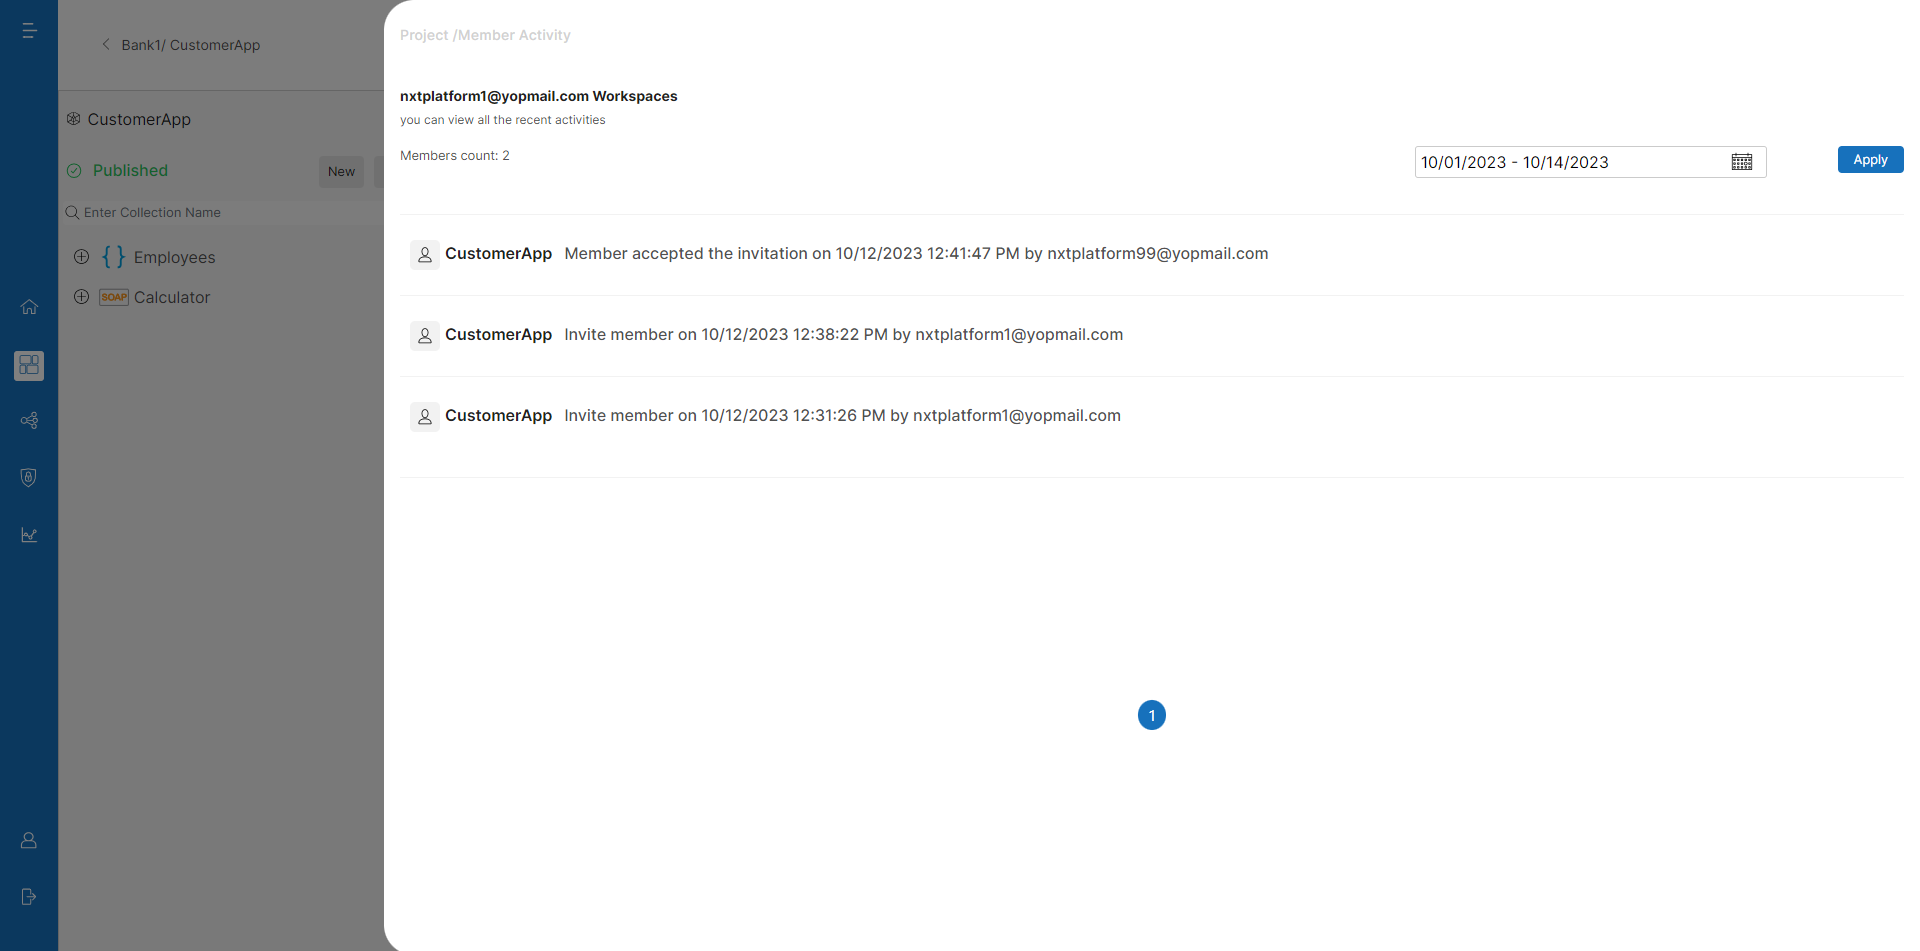 Bank1/ CustomerApp
CustomerApp
Published
New
Enter Collection Name
{ } Employees
SOAP Calculator
Project /Member Activity
nxtplatform1@yopmail.com Workspaces
you can view all the recent activities
Members count: 2
10/01/2023 - 10/14/2023
Apply
CustomerApp Member accepted the invitation on 10/12/2023 12:41:47 PM by nxtplatform99@yopmail.com
CustomerApp Invite member on 10/12/2023 12:38:22 PM by nxtplatform1@yopmail.com
CustomerApp Invite member on 10/12/2023 12:31:26 PM by nxtplatform1@yopmail.com
1